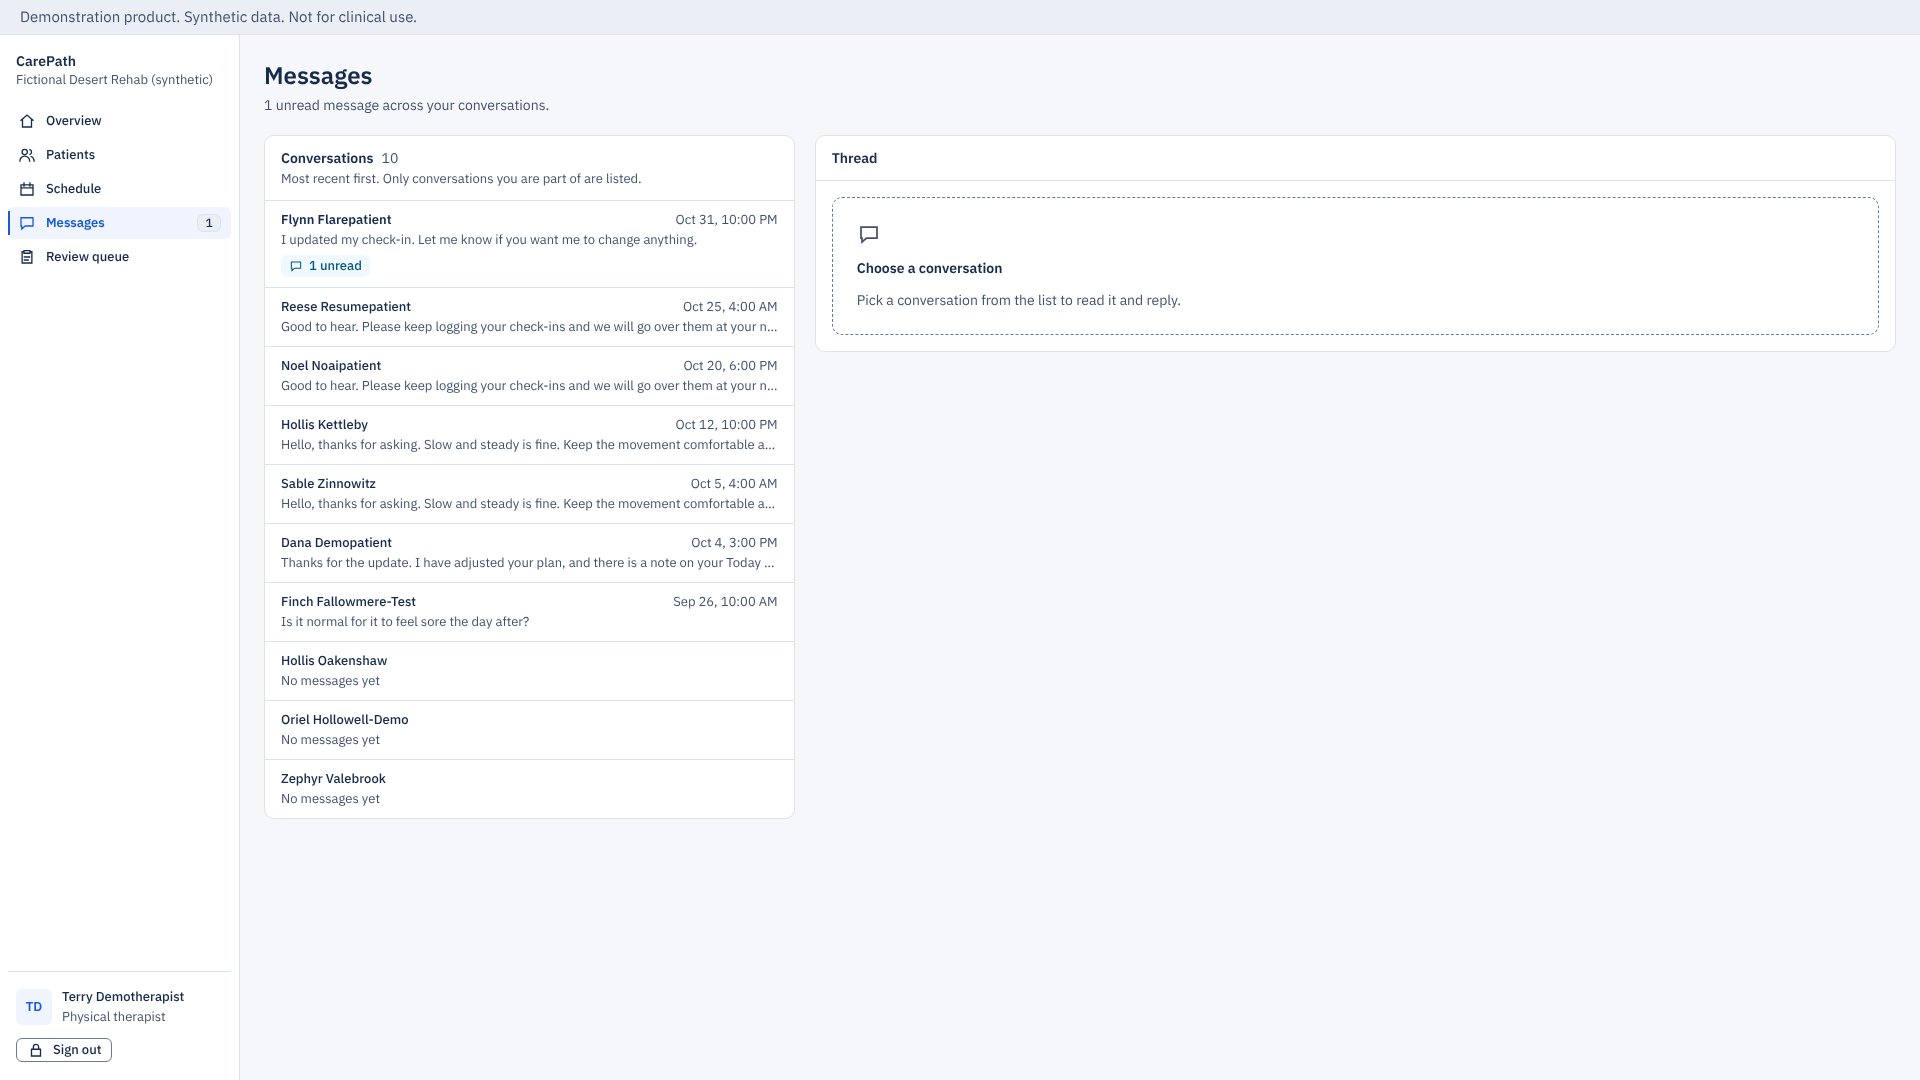 Demonstration product. Synthetic data. Not for clinical use.
CarePath
Fictional Desert Rehab (synthetic)
Overview
Patients
Schedule
Messages 1
Review queue
Terry Demotherapist
TD
Physical therapist
Sign out
Messages
1 unread message across your conversations.
Conversations 10
Most recent first. Only conversations you are part of are listed.
Flynn Flarepatient Oct 31, 10:00 PM
I updated my check-in. Let me know if you want me to change anything.
1 unread
Reese Resumepatient Oct 25, 4:00 AM
Good to hear. Please keep logging your check-ins and we will go over them at your n...
Noel Noaipatient Oct 20, 6:00 PM
Good to hear. Please keep logging your check-ins and we will go over them at your n...
Hollis Kettleby Oct 12, 10:00 PM
Hello, thanks for asking. Slow and steady is fine. Keep the movement comfortable a...
Sable Zinnowitz Oct 5, 4:00 AM
Hello, thanks for asking. Slow and steady is fine. Keep the movement comfortable a...
Dana Demopatient Oct 4, 3:00 PM
Thanks for the update. I have adjusted your plan, and there is a note on your Today ...
Finch Fallowmere-Test Sep 26, 10:00 AM
Is it normal for it to feel sore the day after?
Hollis Oakenshaw
No messages yet
Oriel Hollowell-Demo
No messages yet
Zephyr Valebrook
No messages yet
Thread
Choose a conversation
Pick a conversation from the list to read it and reply.